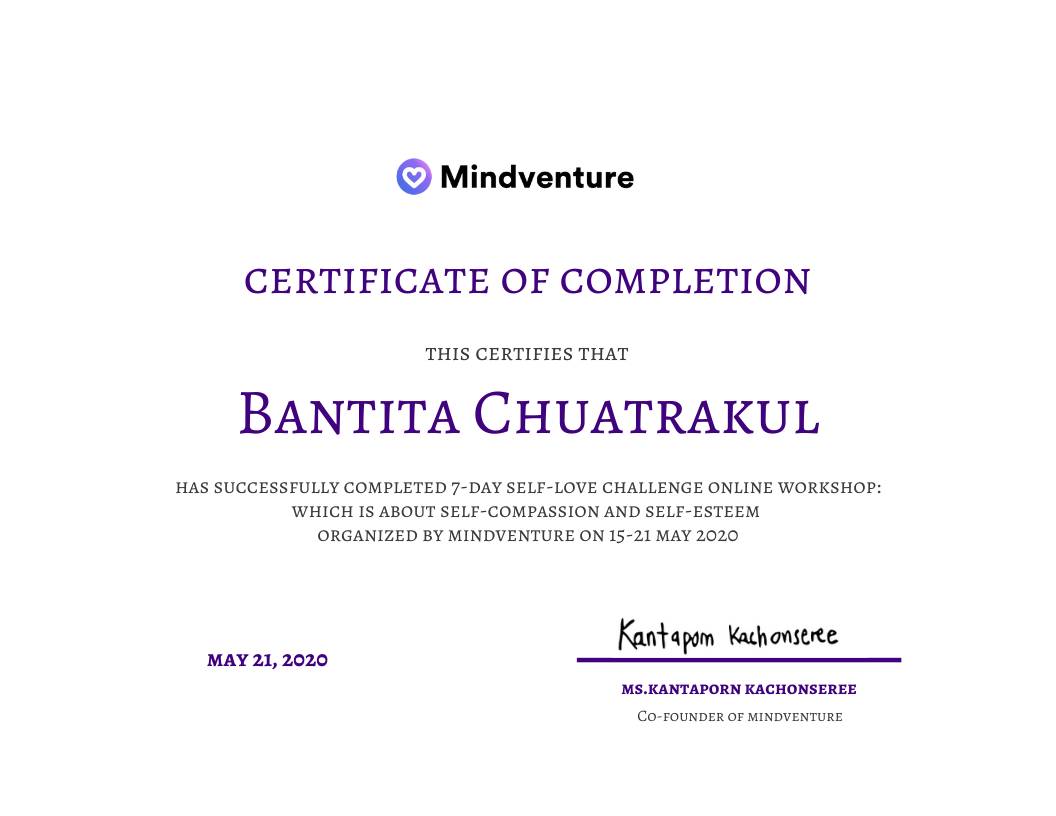 Mindventure
CERTIFICATE OF COMPLETION
THIS CERTIFIES THAT
BANTITA CHUATRAKUL
HAS SUCCESSFULLY COMPLETED 7-DAY SELF-LOVE CHALLENGE ONLINE WORKSHOP:
WHICH IS ABOUT SELF-COMPASSION AND SELF-ESTEEM
ORGANIZED BY MINDVENTURE ON 15-21 MAY 2020
Kantaporn Kachonseree
MAY 21, 2020
MS.KANTAPORN KACHONSEREE
CO-FOUNDER OF MINDVENTURE